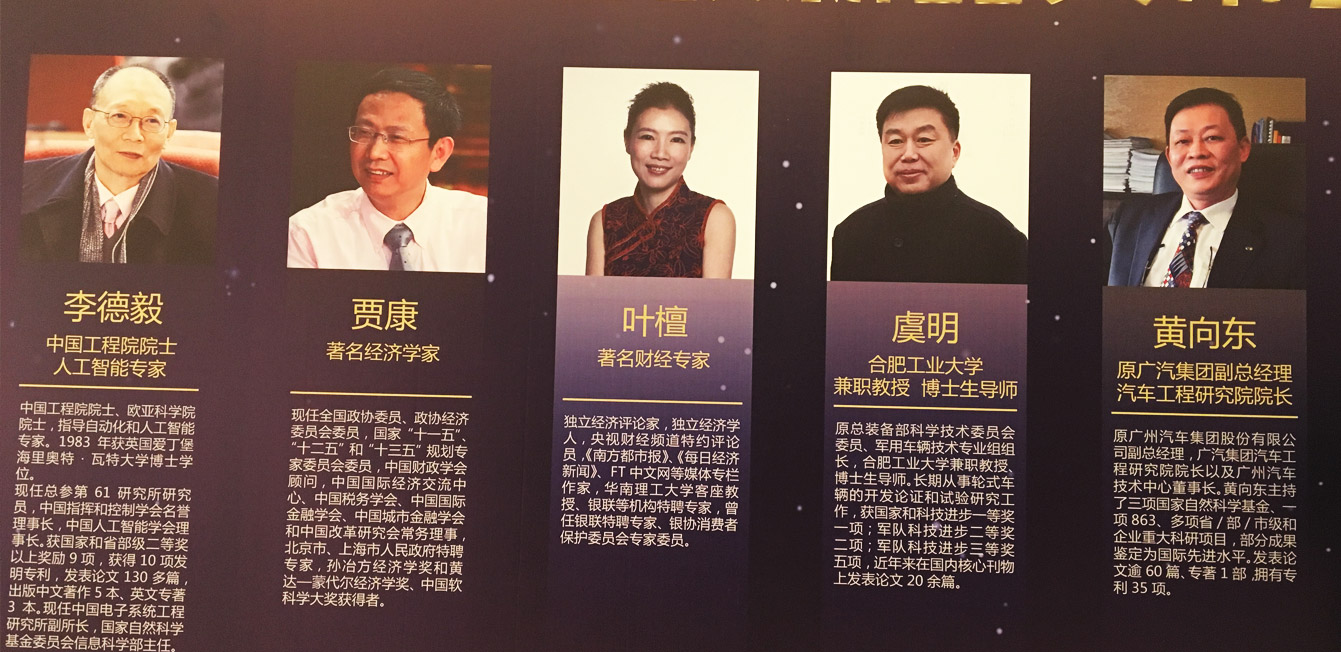 李德毅
中国工程院院士
人工智能专家
中国工程院院士、欧亚科学院
院士，指导自动化和人工智能
专家。1983 年获英国爱丁堡
海里奥特 · 瓦特大学博士学
位。
现任总参第 61 研究所研究
员，中国指挥和控制学会名誉
理事长，中国人工智能学会理
事长。获国家和省部级二等奖
以上奖励 9 项，获得 10 项发
明专利，发表论文 130 多篇，
出版中文著作 5 本、英文专著
3 本。现任中国电子系统工程
研究所副所长，国家自然科学
基金委员会信息科学部主任。
贾康
著名经济学家
现任全国政协委员、政协经济
委员会委员，国家“十一五”、
“十二五”和“十三五”规划专
家委员会委员，中国财政学会
顾问，中国国际经济交流中
心、中国税务学会、中国国际
金融学会、中国城市金融学会
和中国改革研究会常务理事，
北京市、上海市人民政府特聘
专家，孙冶方经济学奖和黄
达—蒙代尔经济学奖、中国软
科学大奖获得者。
叶檀
著名财经专家
独立经济评论家，独立经济学
人，央视财经频道特约评论
员，《南方都市报》、《每日经济
新闻》、FT 中文网等媒体专栏
作家，华南理工大学客座教
授、银联等机构特聘专家，曾
任银联特聘专家、银协消费者
保护委员会专家委员。
虞明
合肥工业大学
兼职教授 博士生导师
原总装备部科学技术委员会
委员、军用车辆技术专业组组
长，合肥工业大学兼职教授、
博士生导师。长期从事轮式车
辆的开发论证和试验研究工
作，获国家和科技进步一等奖
一项；军队科技进步二等奖
二项；军队科技进步三等奖
五项，近年来在国内核心刊物
上发表论文 20 余篇。
黄向东
原广汽集团副总经理
汽车工程研究院院长
原广州汽车集团股份有限公
司副总经理，广汽集团汽车工
程研究院院长以及广州汽车
技术中心董事长。黄向东主持
了三项国家自然科学基金、一
项 863、多项省 / 部 / 市级和
企业重大科研项目，部分成果
鉴定为国际先进水平。发表论
文逾 60 篇、专著 1 部，拥有专
利 35 项。